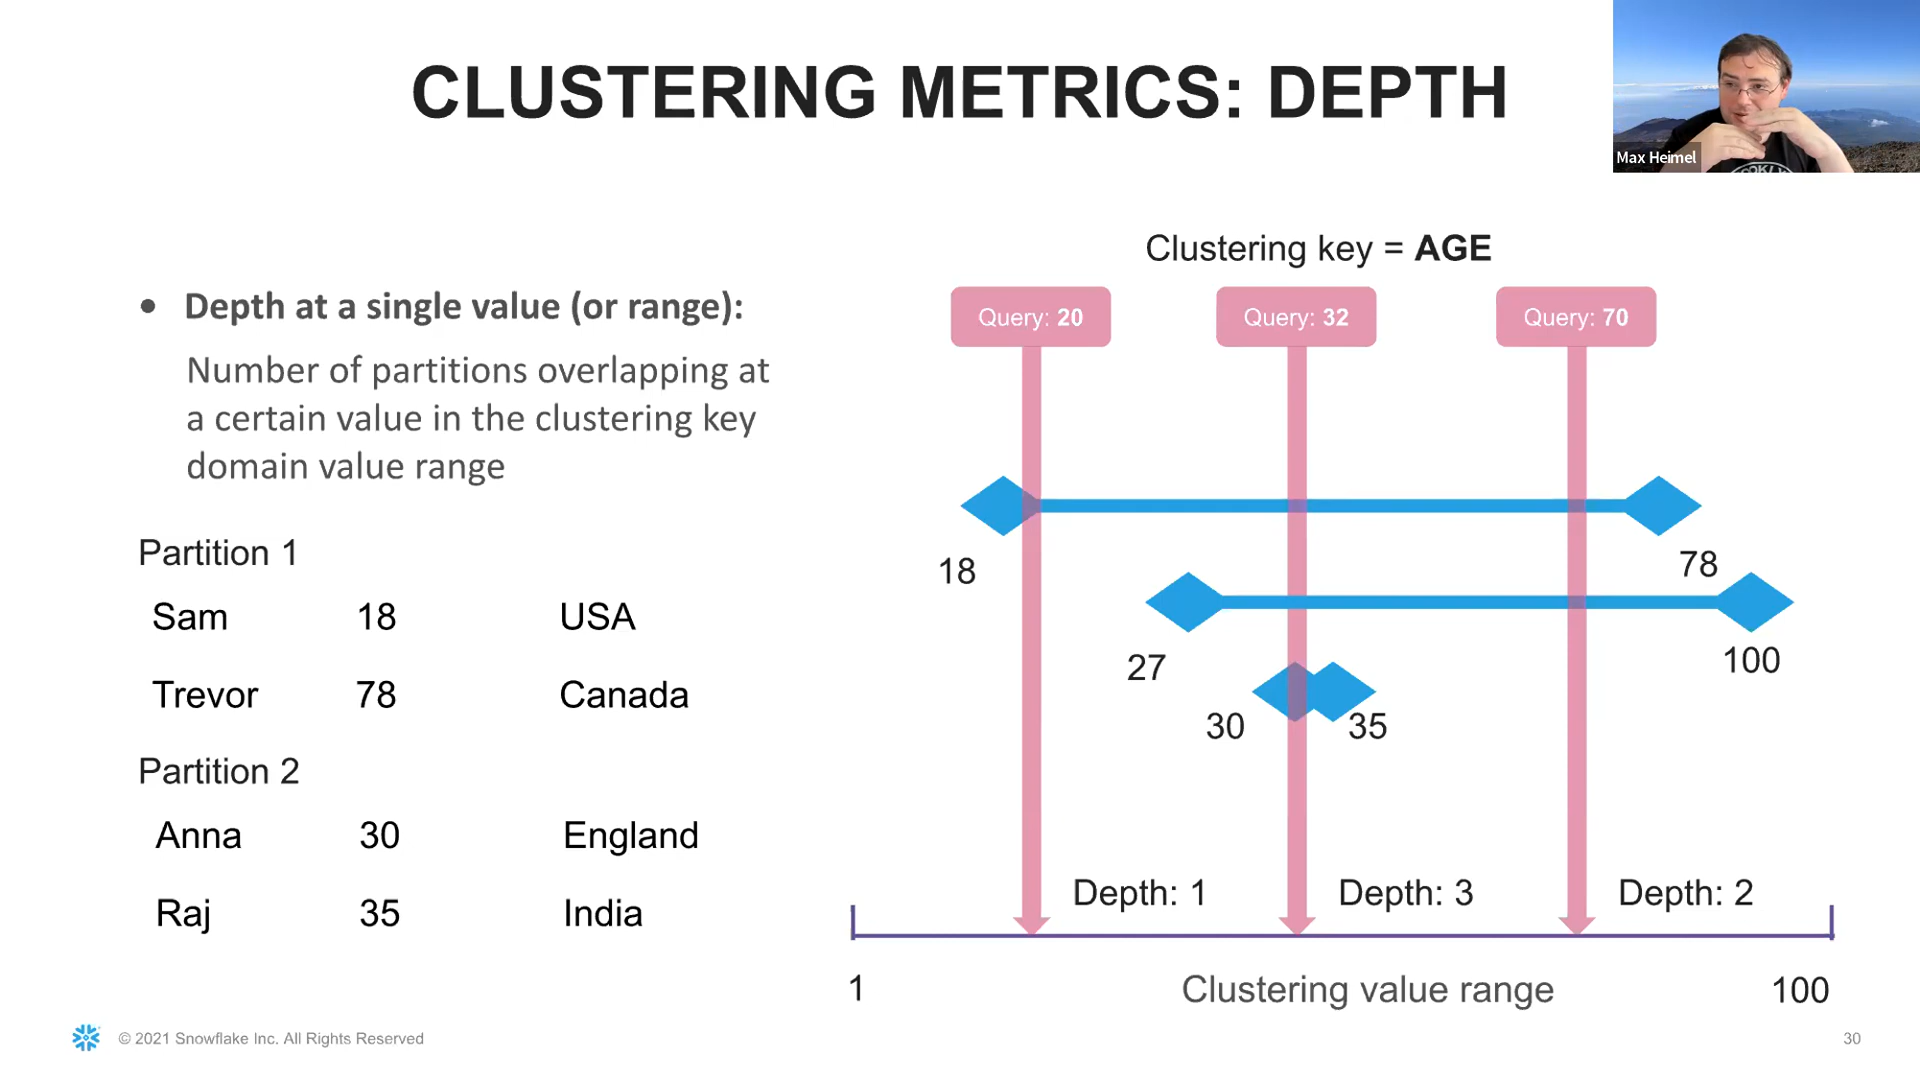 CLUSTERING METRICS: DEPTH
Max Heimel
OOKLY
Clustering key = AGE
• Depth at a single value (or range):
Number of partitions overlapping at
a certain value in the clustering key
domain value range
Partition 1
Sam 18 USA
Trevor 78 Canada
Partition 2
Anna 30 England
Raj 35 India
Query: 20
Query: 32
Query: 70
18
78
27
100
30
35
Depth: 1
Depth: 3
Depth: 2
1
Clustering value range
100
© 2021 Snowflake Inc. All Rights Reserved
30